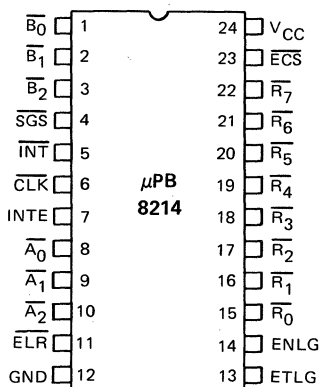 B̅0 1 24 VCC
B̅1 2 23 E̅C̅S̅
B̅2 3 22 R̅7
S̅G̅S̅ 4 21 R̅6
I̅N̅T̅ 5 20 R̅5
C̅L̅K̅ 6 μPB 19 R̅4
INTE 7 8214 18 R̅3
A̅0 8 17 R̅2
A̅1 9 16 R̅1
A̅2 10 15 R̅0
E̅L̅R̅ 11 14 ENLG
GND 12 13 ETLG